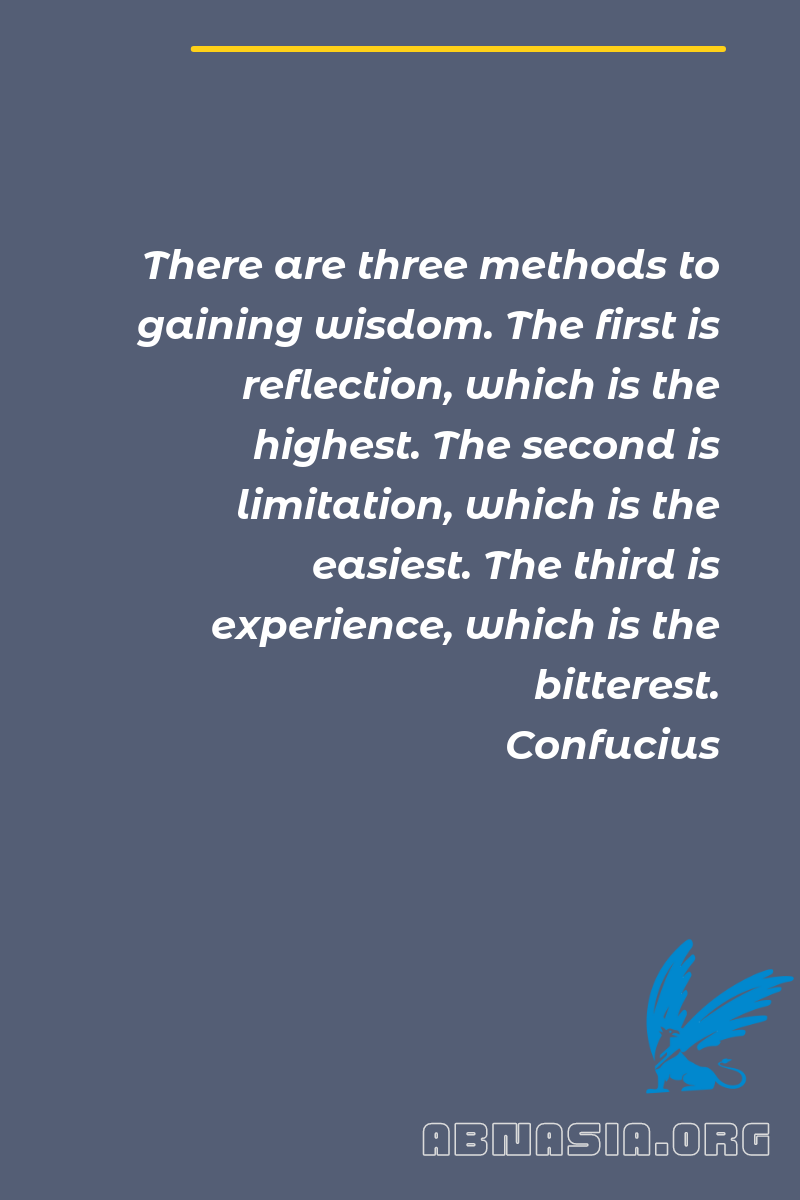 There are three methods to
gaining wisdom. The first is
reflection, which is the
highest. The second is
limitation, which is the
easiest. The third is
experience, which is the
bitterest.
Confucius
ABNASIA.ORG